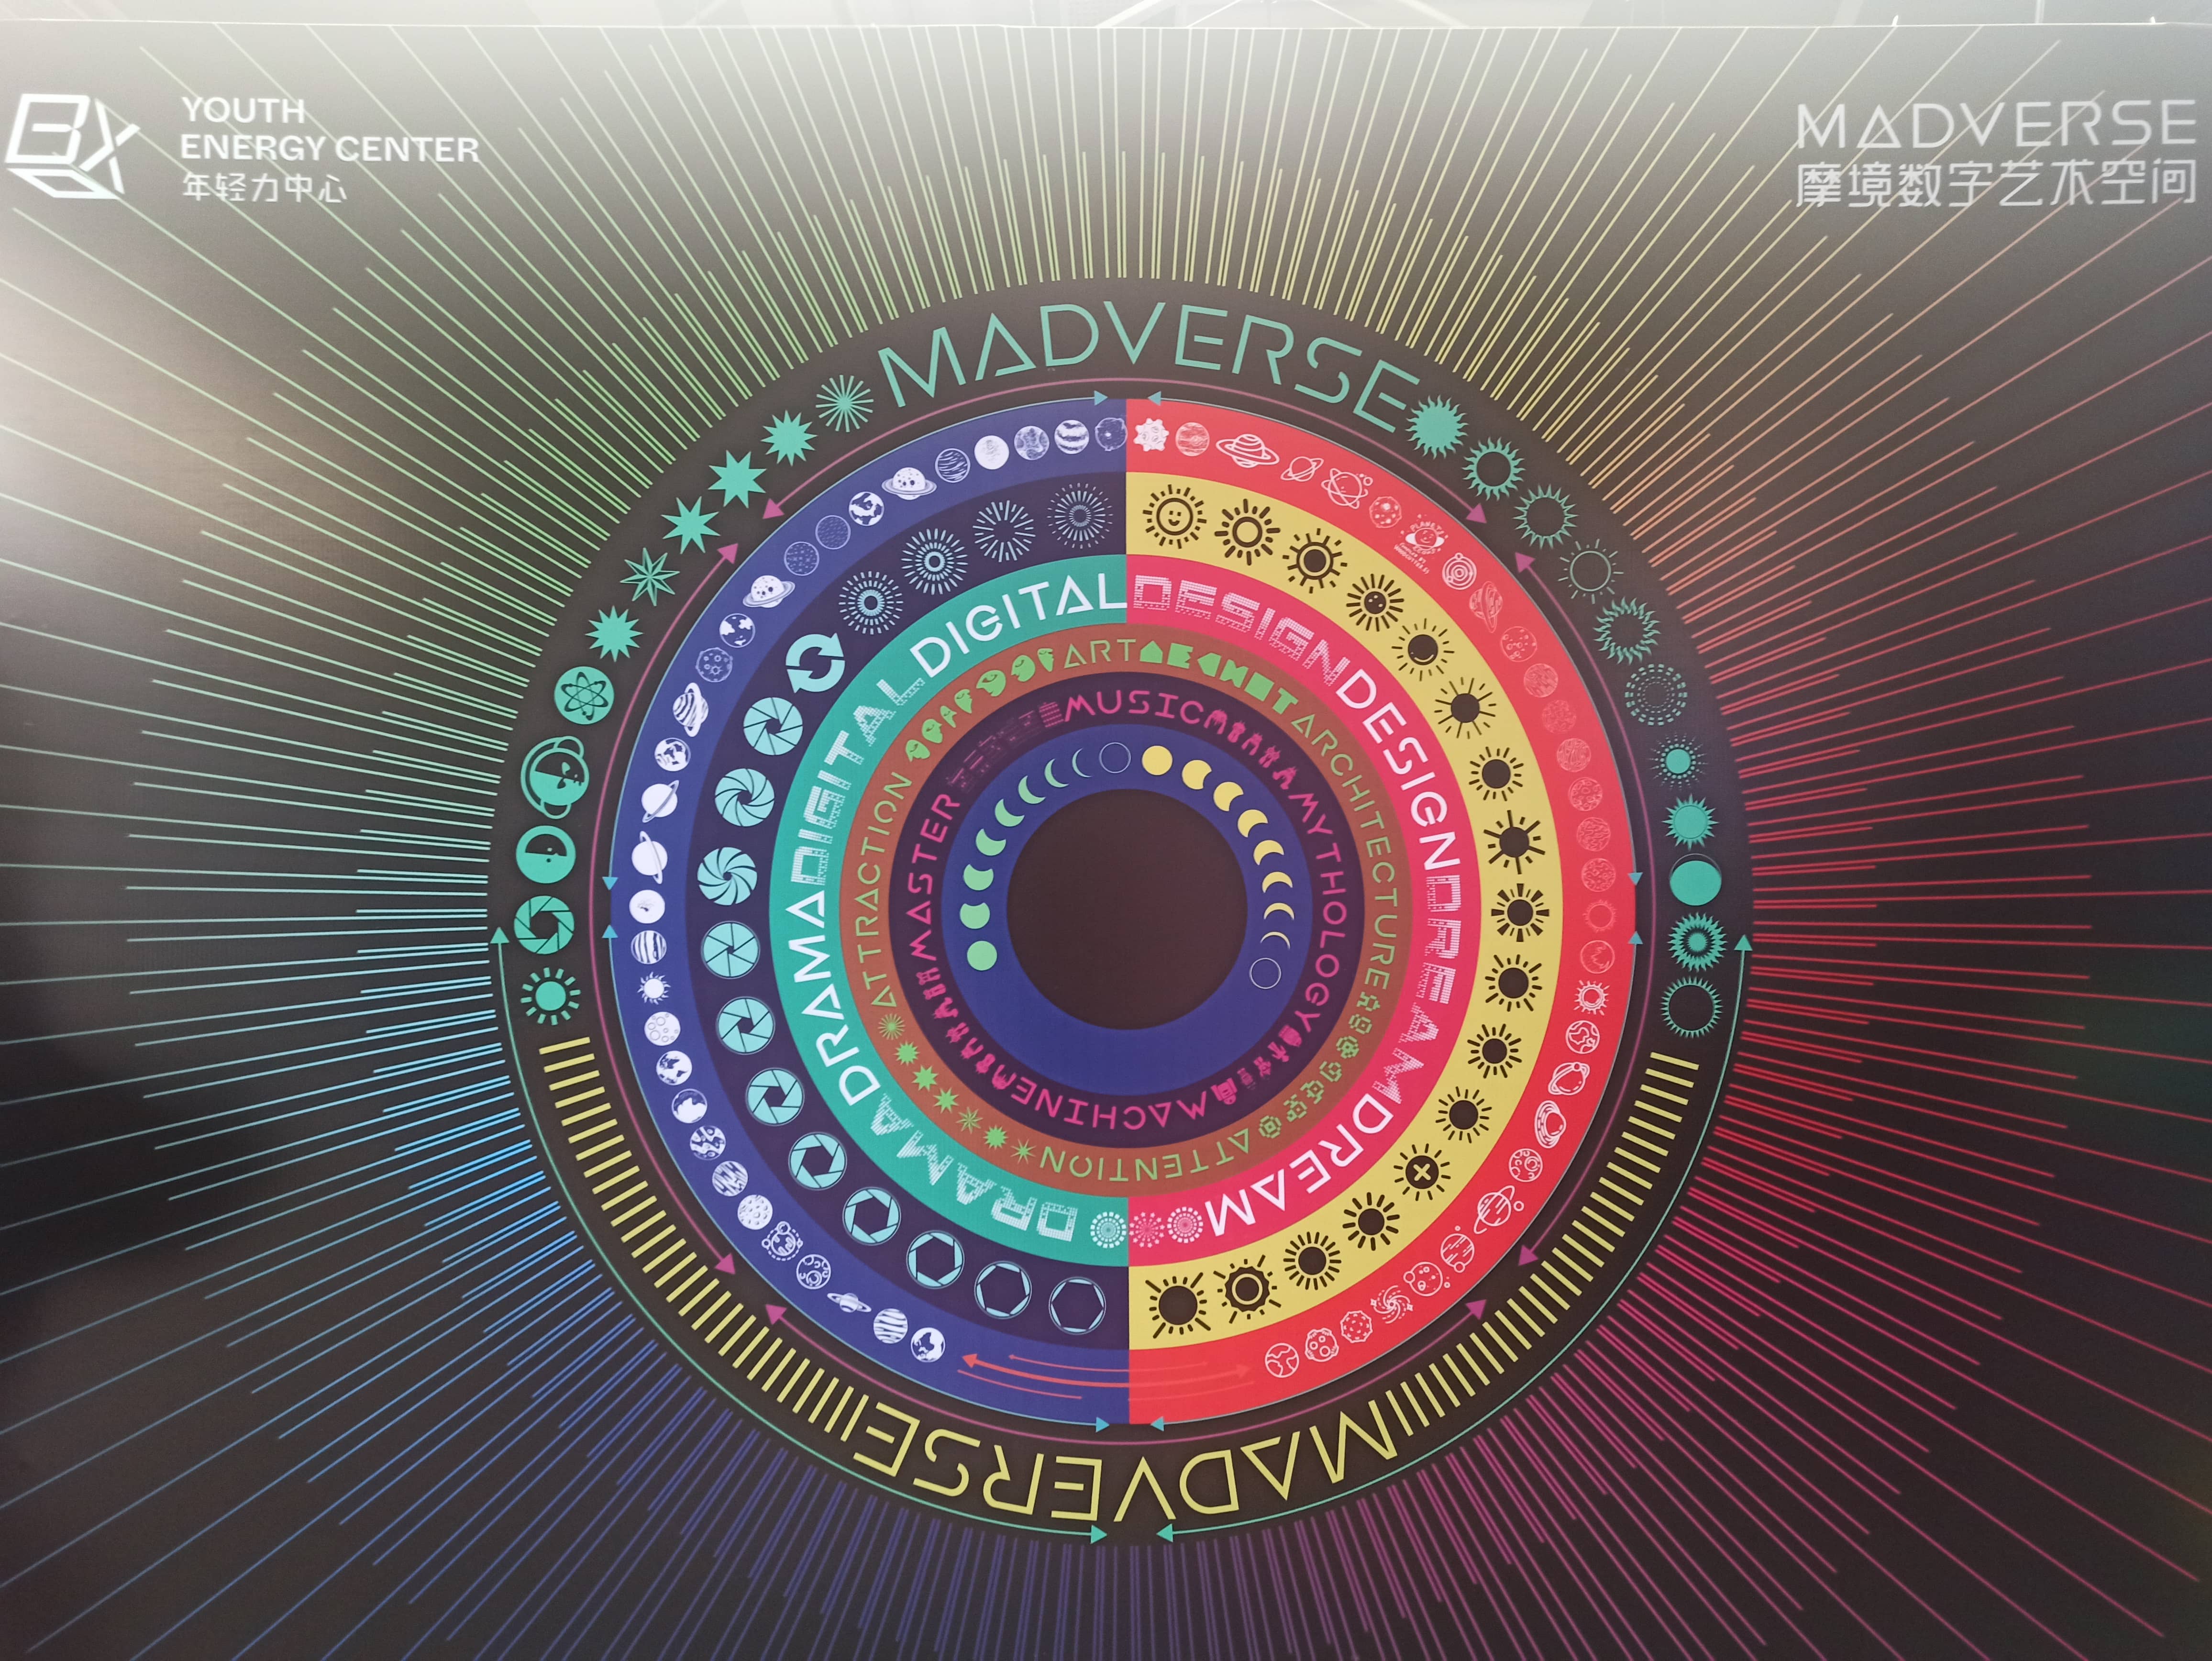 YOUTH
ENERGY CENTER
年轻力中心
MADVERSE
摩境数字艺术空间
MADVERSE
DIGITAL
DESIGN
DESIGN
DREAM
DREAM
DRAMA
DRAMA
DIGITAL
ART
ARCHITECTURE
ATTENTION
ATTRACTION
MUSIC
MYTHOLOGY
MACHINE
MASTER
MADVERSE